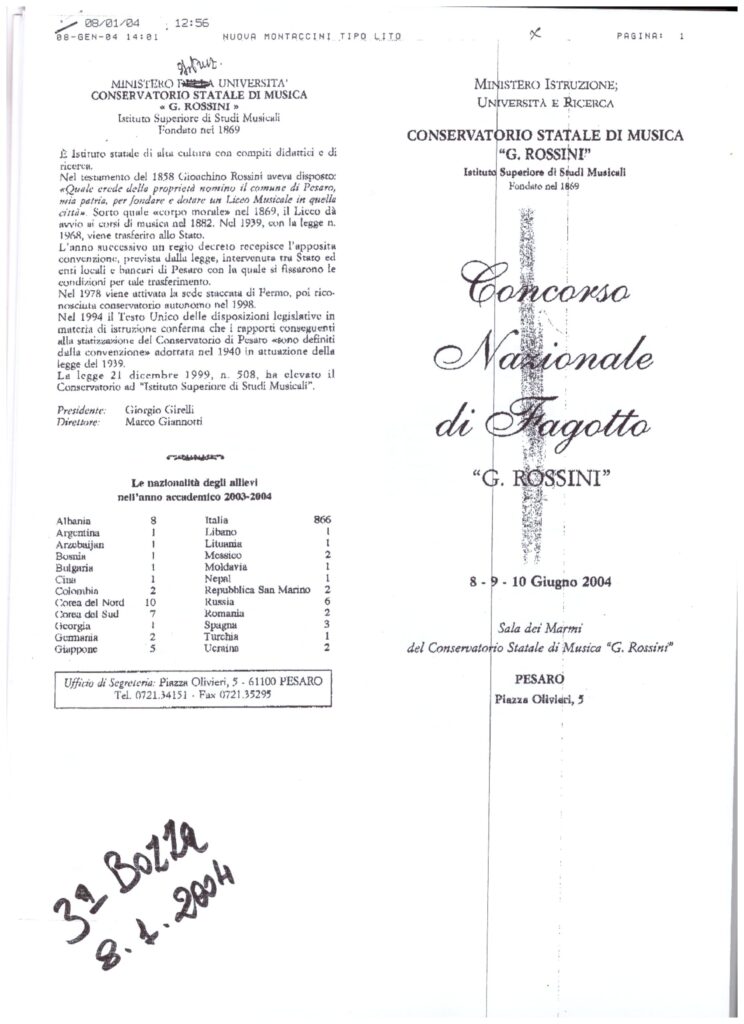 08/01/04 12:56
08-GEN-04 14:01 NUOVA MONTACCINI TIPO LITO PAGINA: 1
MINISTERO UNIVERSITA'
CONSERVATORIO STATALE DI MUSICA
« G. ROSSINI »
Istituto Superiore di Studi Musicali
Fondato nel 1869
È Istituto statale di alta cultura con compiti didattici e di
ricerca.
Nel testamento del 1858 Gioachino Rossini aveva disposto:
«Quale erede della proprietà nomino il comune di Pesaro,
mia patria, per fondare e dotare un Liceo Musicale in quella
città». Sorto quale «corpo morale» nel 1869, il Liceo dà
avvio ai corsi di musica nel 1882. Nel 1939, con la legge n.
1968, viene trasferito allo Stato.
L'anno successivo un regio decreto recepisce l'apposita
convenzione, prevista dalla legge, intervenuta tra Stato ed
enti locali e bancari di Pesaro con la quale si fissarono le
condizioni per tale trasferimento.
Nel 1978 viene attivata la sede staccata di Fermo, poi rico-
nosciuta conservatorio autonomo nel 1998.
Nel 1994 il Testo Unico delle disposizioni legislative in
materia di istruzione conferma che i rapporti conseguenti
alla statizzazione del Conservatorio di Pesaro «sono definiti
dalla convenzione» adottata nel 1940 in attuazione della
legge del 1939.
La legge 21 dicembre 1999, n. 508, ha elevato il
Conservatorio ad "Istituto Superiore di Studi Musicali".
Presidente: Giorgio Girelli
Direttore: Marco Giannotti
Le nazionalità degli allievi
nell'anno accademico 2003-2004
Albania 8 Italia 866
Argentina 1 Libano 1
Arzebaijan 1 Lituania 1
Bosnia 1 Messico 2
Bulgaria 1 Moldavia 1
Cina 1 Nepal 1
Colombia 2 Repubblica San Marino 2
Corea del Nord 10 Russia 6
Corea del Sud 7 Romania 2
Georgia 1 Spagna 3
Germania 2 Turchia 1
Giappone 5 Ucraina 2
Ufficio di Segreteria: Piazza Olivieri, 5 - 61100 PESARO
Tel. 0721.34151 - Fax 0721.35295
3ª BOZZA
8.1.2004
MINISTERO ISTRUZIONE;
UNIVERSITÀ E RICERCA
CONSERVATORIO STATALE DI MUSICA
"G. ROSSINI"
Istituto Superiore di Studi Musicali
Fondato nel 1869
Concorso
Nazionale
di Fagotto
"G. ROSSINI"
8 - 9 - 10 Giugno 2004
Sala dei Marmi
del Conservatorio Statale di Musica "G. Rossini"
PESARO
Piazza Olivieri, 5